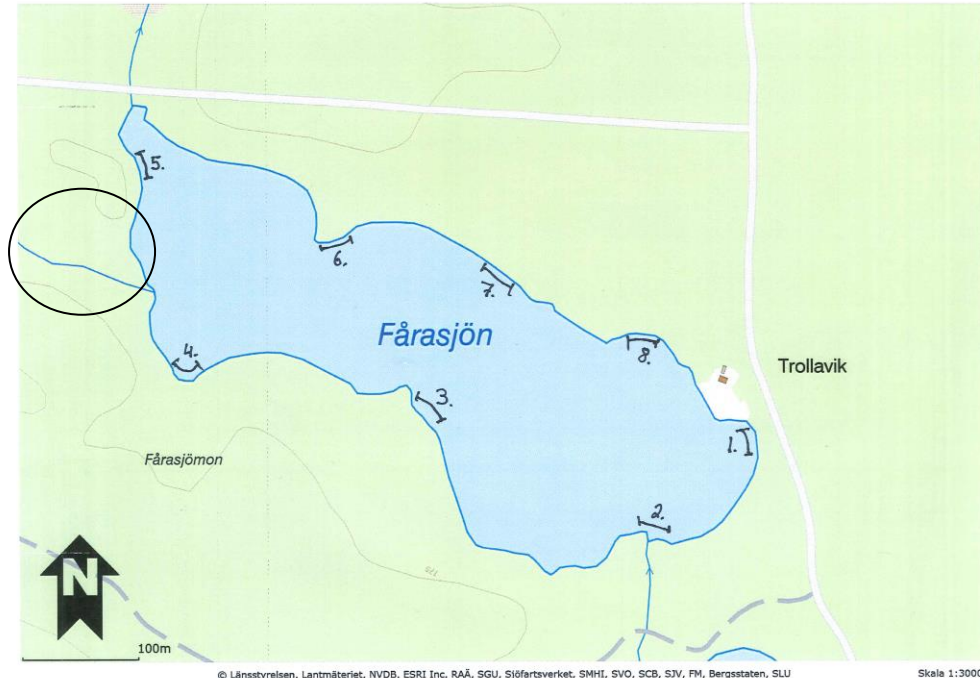 5.
6.
7.
Fårasjön
8.
4.
Trollavik
3.
1.
Fårasjömon
2.
N
175
100m
© Länsstyrelsen, Lantmäteriet, NVDB, ESRI Inc, RAÄ, SGU, Sjöfartsverket, SMHI, SVO, SCB, SJV, FM, Bergsstaten, SLU
Skala 1:3000